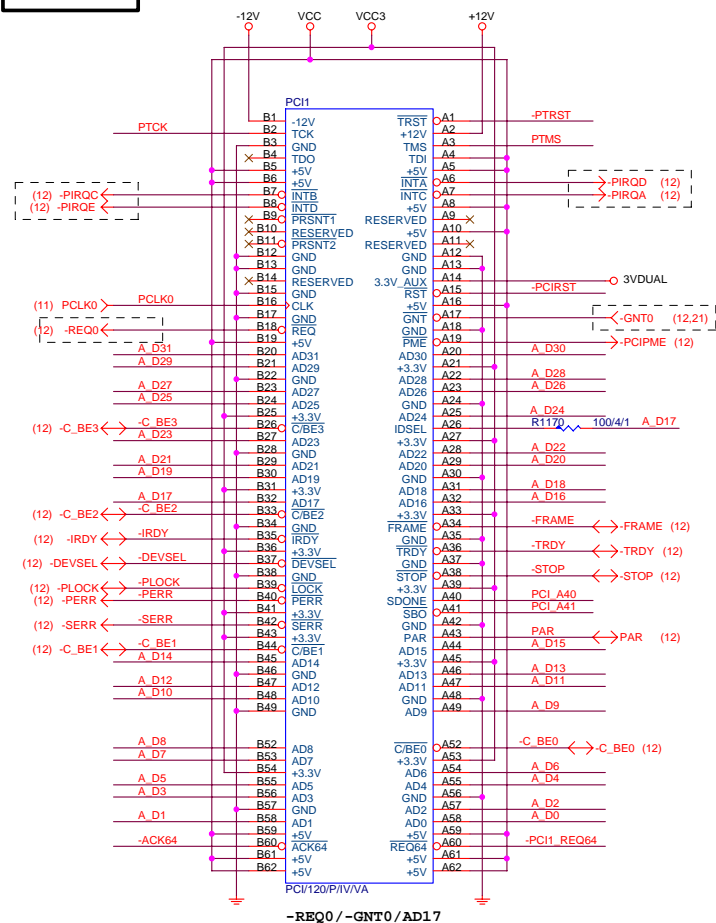 -12V VCC VCC3 +12V
PCI1
B1 -12V TRST A1 -PTRST
PTCK B2 TCK +12V A2
B3 GND TMS A3 PTMS
B4 TDO TDI A4
B5 +5V +5V A5
B6 +5V INTA A6 -PIRQD (12)
(12) -PIRQC B7 INTB INTC A7 -PIRQA (12)
(12) -PIRQE B8 INTD +5V A8
B9 PRSNT1 RESERVED A9
B10 RESERVED +5V A10
B11 PRSNT2 RESERVED A11
B12 GND GND A12
B13 GND GND A13
B14 RESERVED 3.3V_AUX A14 3VDUAL
B15 GND RST A15 -PCIRST
(11) PCLK0 PCLK0 B16 CLK +5V A16
B17 GND GNT A17 -GNT0 (12,21)
(12) -REQ0 B18 REQ GND A18
B19 +5V PME A19 -PCIPME (12)
A_D31 B20 AD31 AD30 A20 A_D30
A_D29 B21 AD29 +3.3V A21
B22 GND AD28 A22 A_D28
A_D27 B23 AD27 AD26 A23 A_D26
A_D25 B24 AD25 GND A24
B25 +3.3V AD24 A25 A_D24
(12) -C_BE3 -C_BE3 B26 C/BE3 IDSEL A26 R1170 100/4/1 A_D17
A_D23 B27 AD23 +3.3V A27
B28 GND AD22 A28 A_D22
A_D21 B29 AD21 AD20 A29 A_D20
A_D19 B30 AD19 GND A30
B31 +3.3V AD18 A31 A_D18
A_D17 B32 AD17 AD16 A32 A_D16
(12) -C_BE2 -C_BE2 B33 C/BE2 +3.3V A33
B34 GND FRAME A34 -FRAME -FRAME (12)
(12) -IRDY -IRDY B35 IRDY GND A35
B36 +3.3V TRDY A36 -TRDY -TRDY (12)
(12) -DEVSEL -DEVSEL B37 DEVSEL GND A37
B38 GND STOP A38 -STOP -STOP (12)
(12) -PLOCK -PLOCK B39 LOCK +3.3V A39
(12) -PERR -PERR B40 PERR SDONE A40 PCI_A40
B41 +3.3V SBO A41 PCI_A41
(12) -SERR -SERR B42 SERR GND A42
B43 +3.3V PAR A43 PAR PAR (12)
(12) -C_BE1 -C_BE1 B44 C/BE1 AD15 A44 A_D15
A_D14 B45 AD14 +3.3V A45
B46 GND AD13 A46 A_D13
A_D12 B47 AD12 AD11 A47 A_D11
A_D10 B48 AD10 GND A48
B49 GND AD9 A49 A_D9
A_D8 B52 AD8 C/BE0 A52 -C_BE0 -C_BE0 (12)
A_D7 B53 AD7 +3.3V A53
B54 +3.3V AD6 A54 A_D6
A_D5 B55 AD5 AD4 A55 A_D4
A_D3 B56 AD3 GND A56
B57 GND AD2 A57 A_D2
A_D1 B58 AD1 AD0 A58 A_D0
B59 +5V +5V A59
-ACK64 B60 ACK64 REQ64 A60 -PCI1_REQ64
B61 +5V +5V A61
B62 +5V +5V A62
PCI/120/P/IV/VA
-REQ0/-GNT0/AD17